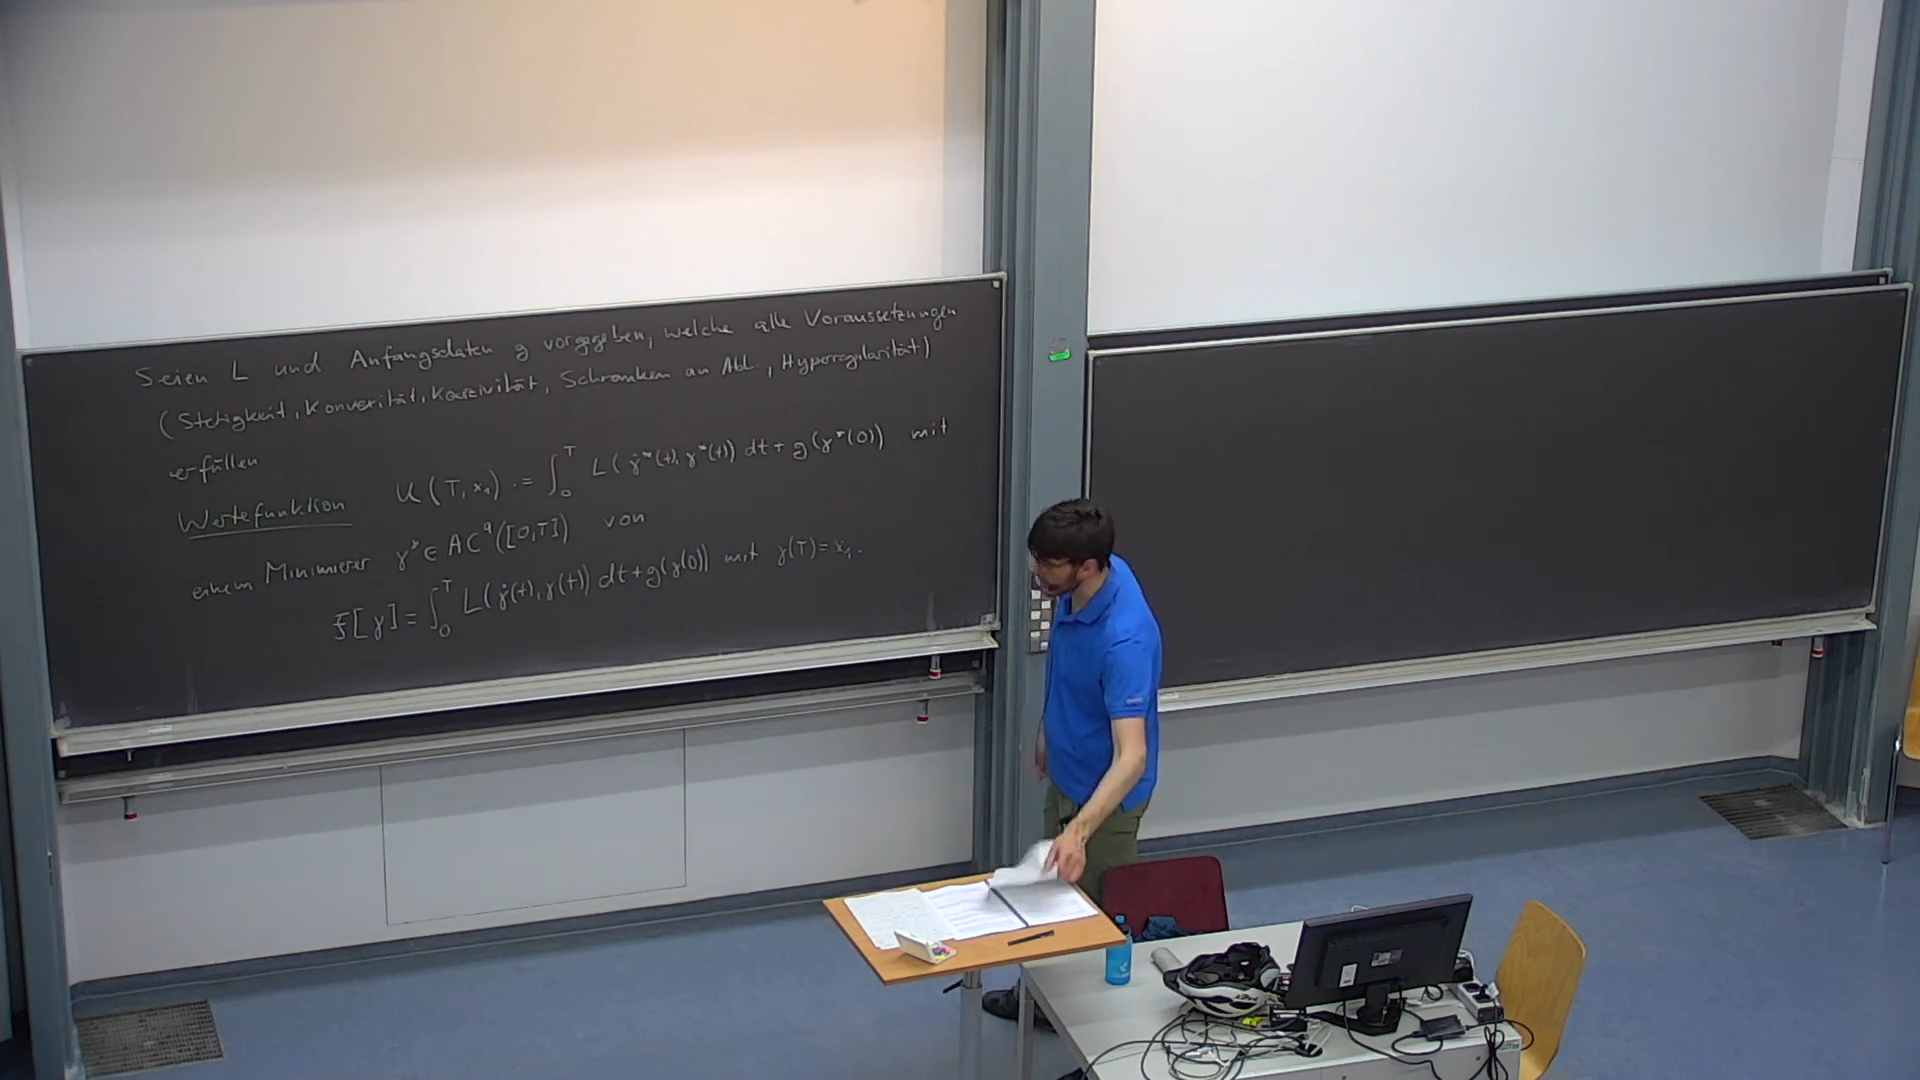 Seien L und Anfangsdaten g vorgegeben, welche alle Voraussetzungen
(Stetigkeit, Konvexität, Koerzivität, Schranken an Abl., Hyperregularität)
erfüllen
Wertefunktion u(T, x₁) := ∫₀ᵀ L(γ̇*(t), γ*(t)) dt + g(γ*(0)) mit
einem Minimierer γ* ∈ AC^q([0,T]) von
F[γ] = ∫₀ᵀ L(γ̇(t), γ(t)) dt + g(γ(0)) mit γ(T) = x₁.